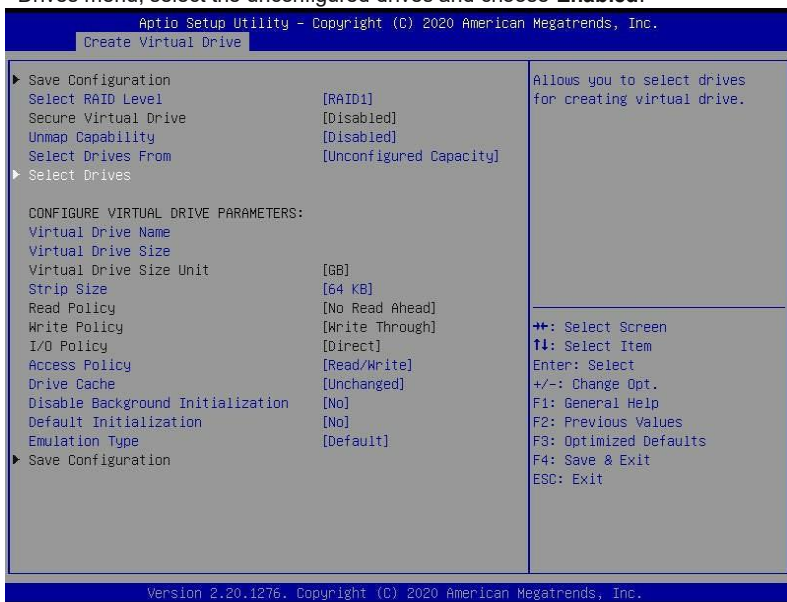 Drives menu, select the unconfigured drives and choose Enabled.
Aptio Setup Utility – Copyright (C) 2020 American Megatrends, Inc.
Create Virtual Drive
▶ Save Configuration
Select RAID Level [RAID1]
Secure Virtual Drive [Disabled]
Unmap Capability [Disabled]
Select Drives From [Unconfigured Capacity]
▶ Select Drives
CONFIGURE VIRTUAL DRIVE PARAMETERS:
Virtual Drive Name
Virtual Drive Size
Virtual Drive Size Unit [GB]
Strip Size [64 KB]
Read Policy [No Read Ahead]
Write Policy [Write Through]
I/O Policy [Direct]
Access Policy [Read/Write]
Drive Cache [Unchanged]
Disable Background Initialization [No]
Default Initialization [No]
Emulation Type [Default]
▶ Save Configuration
Allows you to select drives
for creating virtual drive.
→←: Select Screen
↑↓: Select Item
Enter: Select
+/-: Change Opt.
F1: General Help
F2: Previous Values
F3: Optimized Defaults
F4: Save & Exit
ESC: Exit
Version 2.20.1276. Copyright (C) 2020 American Megatrends, Inc.